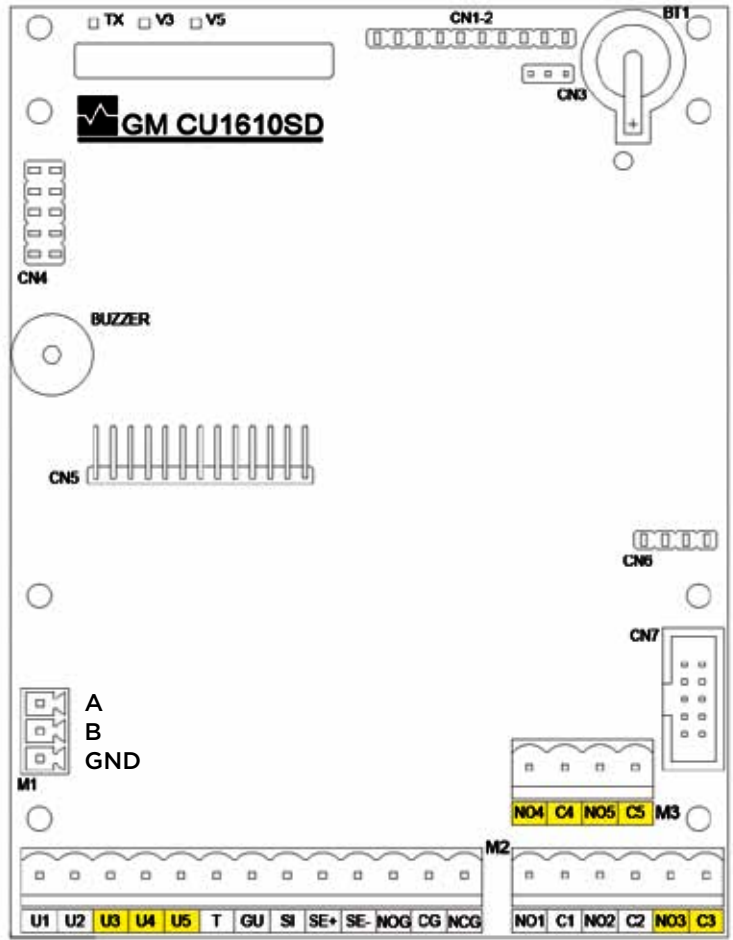 TX V3 V5 CN1-2 BT1
CN3
GM CU1610SD
+
CN4
BUZZER
CN5
CN6
CN7
A
B
GND
M1
NO4 C4 NO5 C5 M3
M2
U1 U2 U3 U4 U5 T GU SI SE+ SE- NOG CG NCG NO1 C1 NO2 C2 NO3 C3